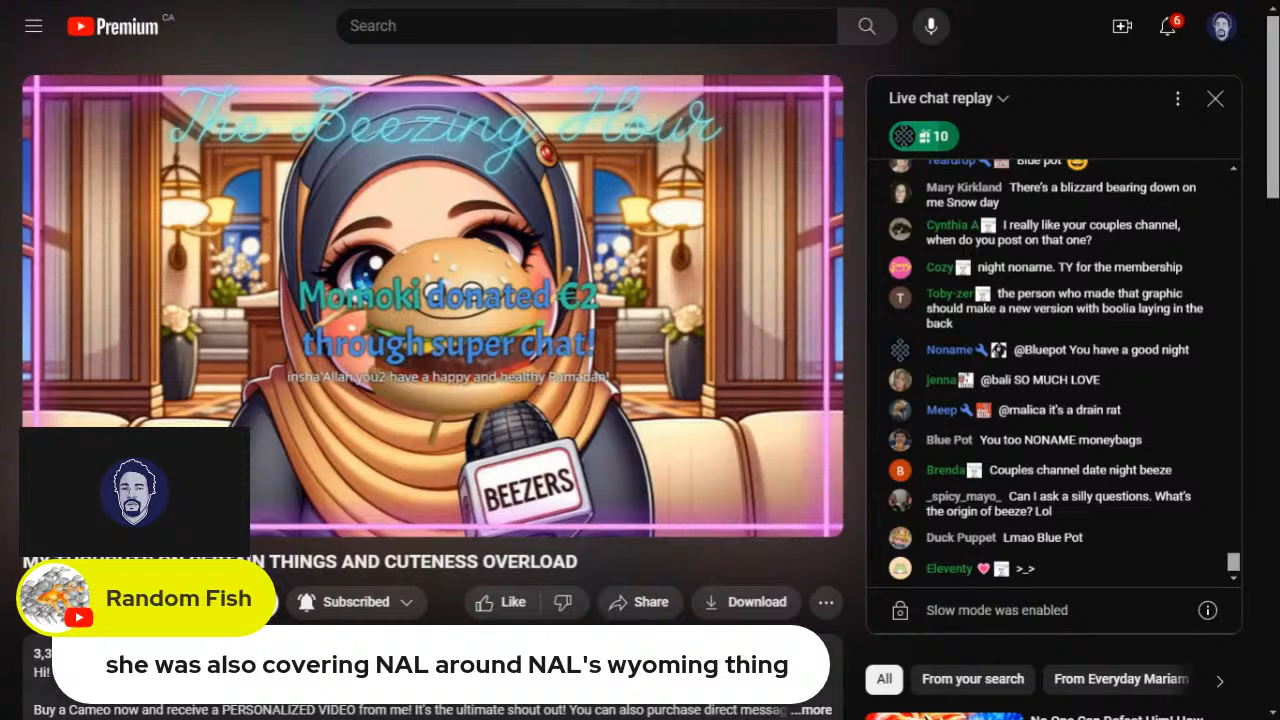 Premium CA
Search
6
The Beezing Hour
Momoki donated €2
through super chat!
insha'Allah you2 have a happy and healthy Ramadan!
BEEZERS
Live chat replay
10
Teardrop Blue pot
Mary Kirkland There's a blizzard bearing down on
me Snow day
Cynthia A I really like your couples channel,
when do you post on that one?
Cozy night noname. TY for the membership
Toby-zer the person who made that graphic
should make a new version with boolia laying in the
back
Noname @Bluepot You have a good night
jenna @bali SO MUCH LOVE
Meep @malica it's a drain rat
Blue Pot You too NONAME moneybags
Brenda Couples channel date night beeze
_spicy_mayo_ Can I ask a silly questions. What's
the origin of beeze? Lol
Duck Puppet Lmao Blue Pot
Eleventy >_>
Slow mode was enabled
THINGS AND CUTENESS OVERLOAD
Subscribed
Like
Share
Download
Random Fish
she was also covering NAL around NAL's wyoming thing
3,3
Hi!
Buy a Cameo now and receive a PERSONALIZED VIDEO from me! It's the ultimate shout out! You can also purchase direct messag ...more
All
From your search
From Everyday Mariam